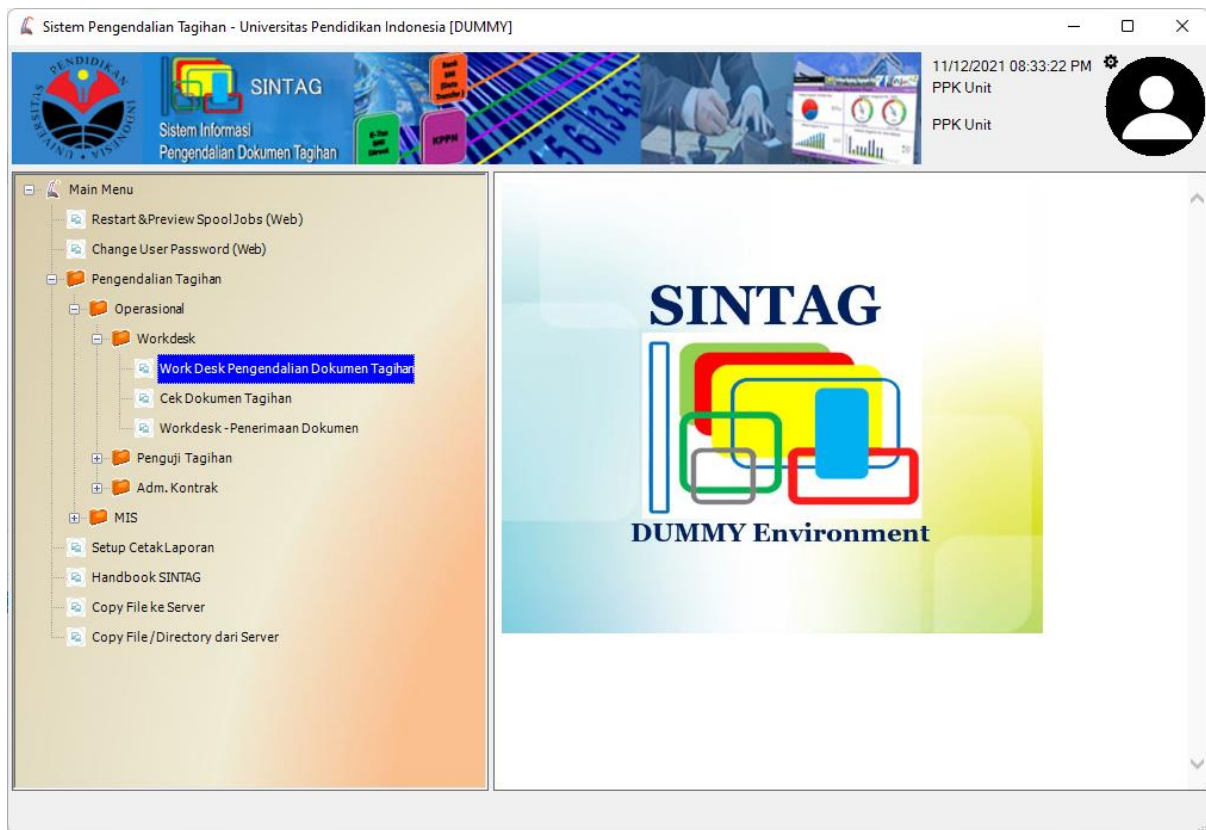 Sistem Pengendalian Tagihan - Universitas Pendidikan Indonesia [DUMMY]
UNIVERSITAS PENDIDIKAN INDONESIA
SINTAG
Sistem Informasi
Pengendalian Dokumen Tagihan
KPPN
11/12/2021 08:33:22 PM
PPK Unit
PPK Unit
Main Menu
Restart &Preview Spool Jobs (Web)
Change User Password (Web)
Pengendalian Tagihan
Operasional
Workdesk
Work Desk Pengendalian Dokumen Tagihan
Cek Dokumen Tagihan
Workdesk - Penerimaan Dokumen
Penguji Tagihan
Adm. Kontrak
MIS
Setup Cetak Laporan
Handbook SINTAG
Copy File ke Server
Copy File / Directory dari Server
SINTAG
DUMMY Environment